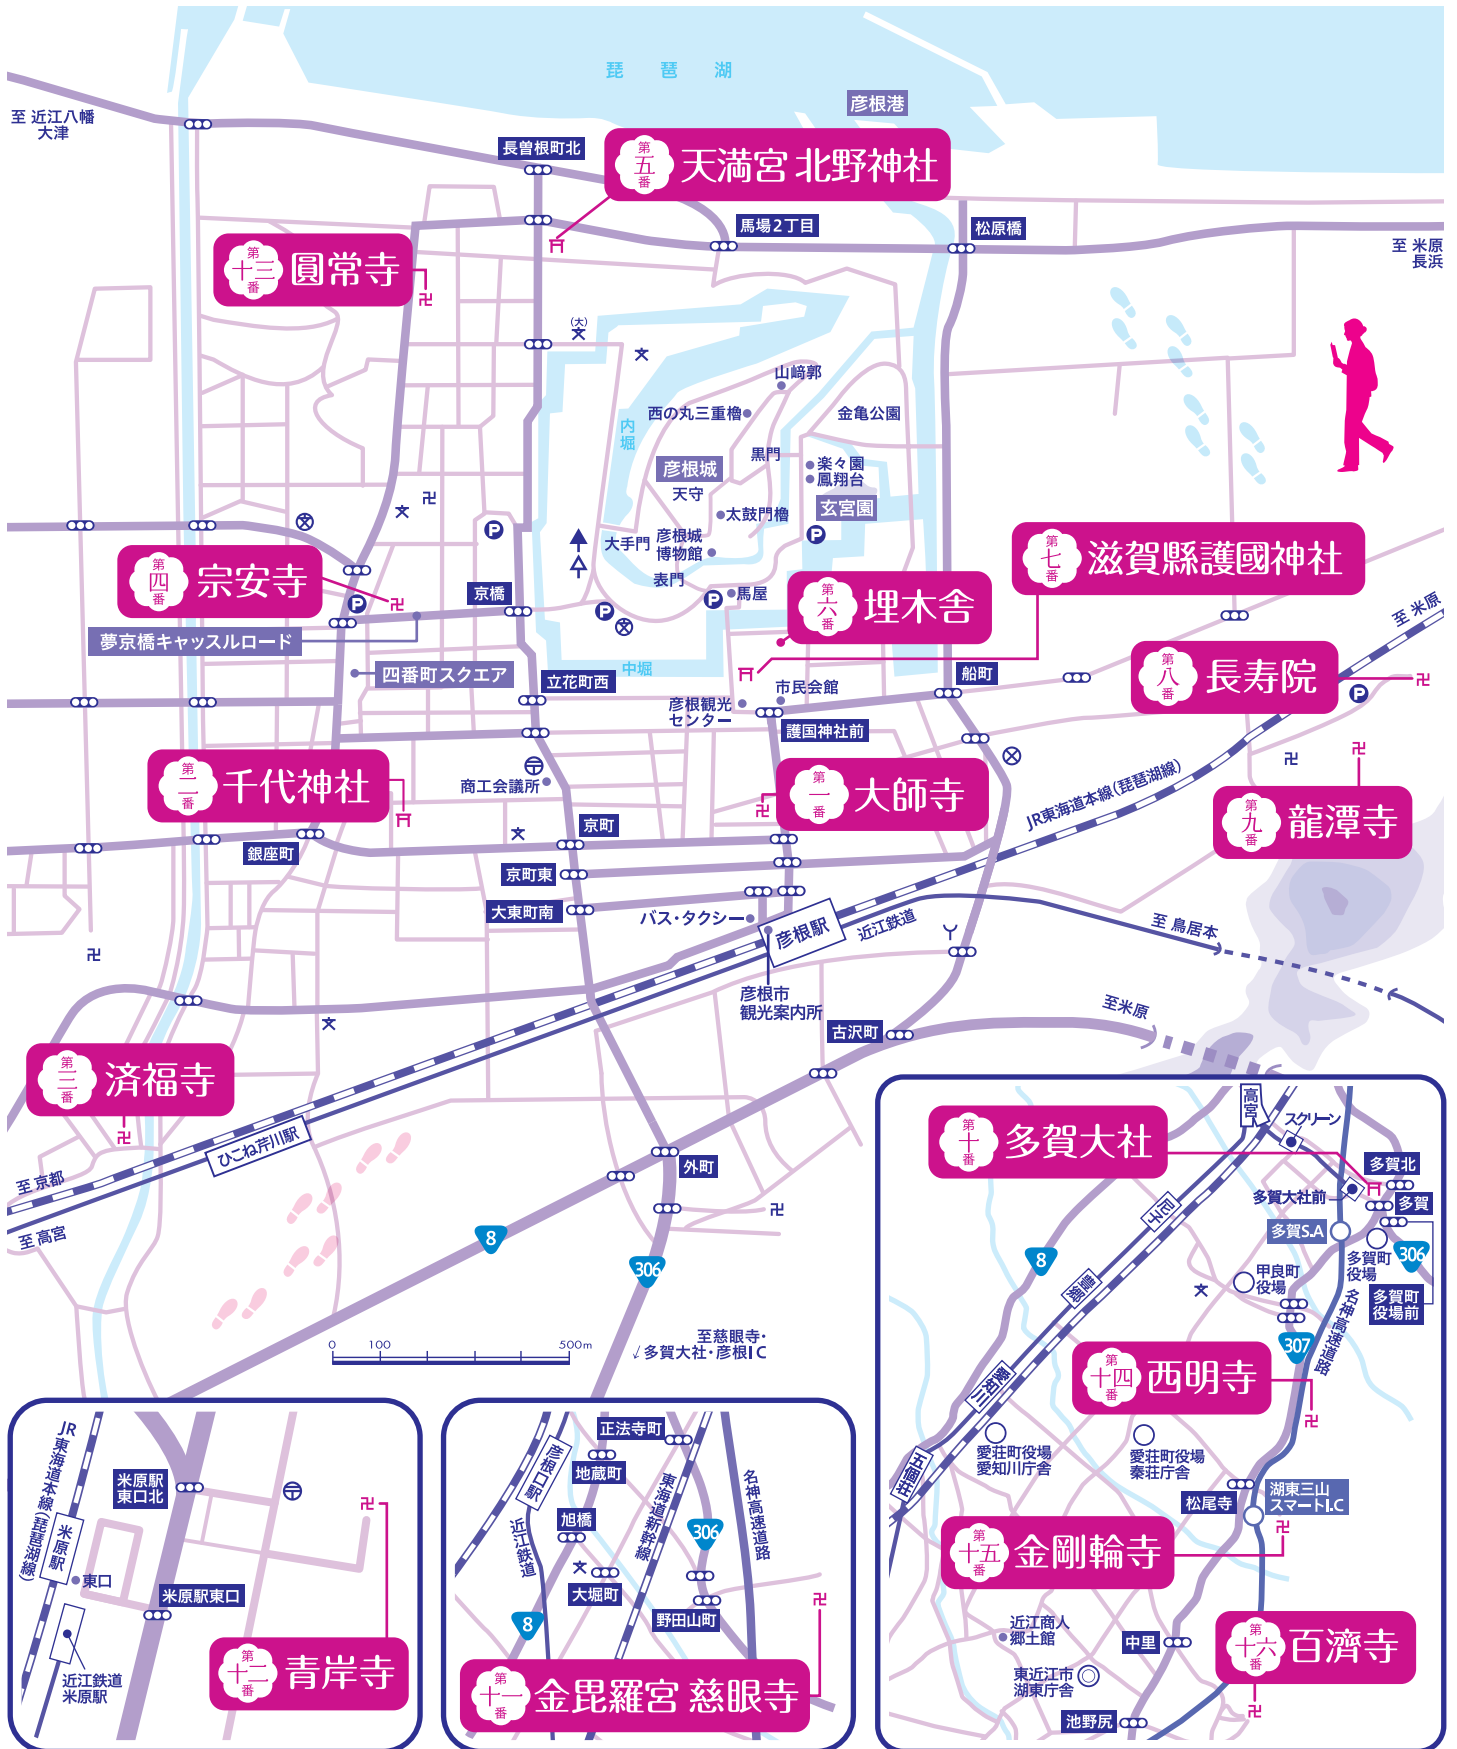 琵 琶 湖
彦根港
至 近江八幡
大津
長曽根町北
第五番
天満宮 北野神社
馬場2丁目
松原橋
至 米原
長浜
第十三番
圓常寺
(大)
文
文
山﨑郭
西の丸三重櫓
金亀公園
内堀
黒門
彦根城
楽々園
鳳翔台
天守
玄宮園
太鼓門櫓
文
P
大手門
彦根城
博物館
P
表門
馬屋
第七番
滋賀縣護國神社
第四番
宗安寺
P
京橋
P
P
第六番
埋木舎
至 米原
夢京橋キャッスルロード
四番町スクエア
中堀
立花町西
船町
第八番
長寿院
P
市民会館
彦根観光
センター
護国神社前
第二番
千代神社
商工会議所
第一番
大師寺
JR東海道本線(琵琶湖線)
第九番
龍潭寺
文
京町
銀座町
京町東
大東町南
バス・タクシー
彦根駅
近江鉄道
至 鳥居本
彦根市
観光案内所
至米原
文
古沢町
第三番
済福寺
ひこね芹川駅
至 京都
至 高宮
外町
8
306
0 100 500m
至慈眼寺・
多賀大社・彦根IC
JR東海道本線(琵琶湖線)
米原駅
東口北
米原駅
東口
米原駅東口
近江鉄道
米原駅
第十二番
青岸寺
正法寺町
彦根口駅
地蔵町
東海道新幹線
名神高速道路
旭橋
306
近江鉄道
文
大堀町
野田山町
8
第十一番
金毘羅宮 慈眼寺
高宮
スクリーン
第十番
多賀大社
多賀北
多賀大社前
多賀
尼子
多賀S.A
8
多賀町
役場
306
甲良町
役場
豊郷
文
多賀町
役場前
名神高速道路
307
第十四番
西明寺
愛知川
愛荘町役場
愛知川庁舎
愛荘町役場
秦荘庁舎
五個荘
松尾寺
湖東三山
スマートI.C
第十五番
金剛輪寺
近江商人
郷土館
中里
第十六番
百濟寺
東近江市
湖東庁舎
池野尻